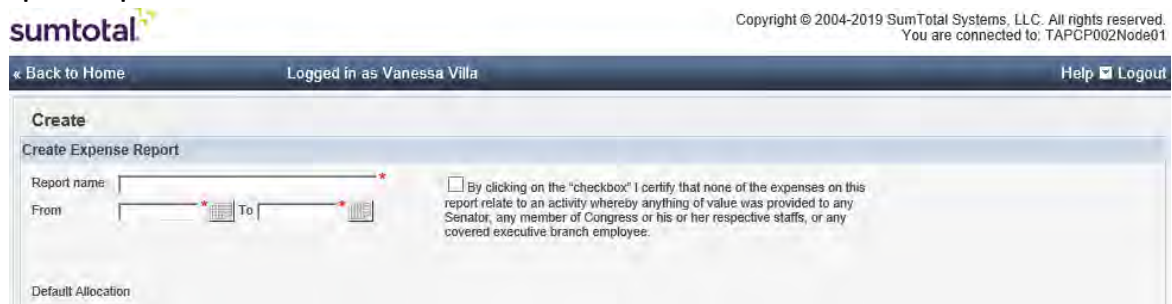 sumtotal.
Copyright © 2004-2019 SumTotal Systems, LLC. All rights reserved.
You are connected to: TAPCP002Node01
« Back to Home
Logged in as Vanessa Villa
Help
Logout
Create
Create Expense Report
Report name
*
By clicking on the "checkbox" I certify that none of the expenses on this
report relate to an activity whereby anything of value was provided to any
Senator, any member of Congress or his or her respective staffs, or any
covered executive branch employee.
From * To *
Default Allocation